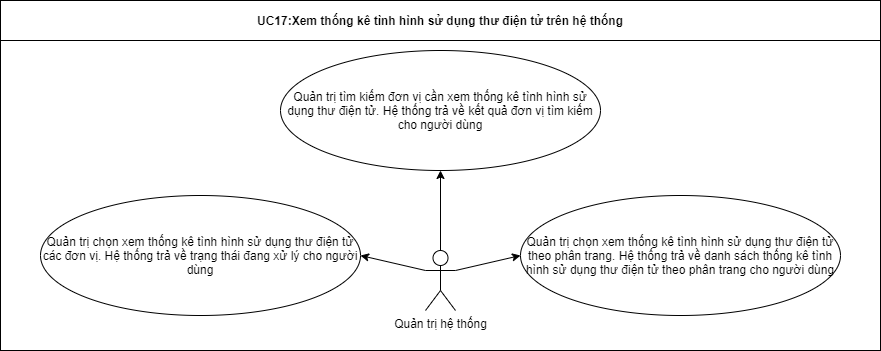 UC17:Xem thống kê tình hình sử dụng thư điện tử trên hệ thống
Quản trị tìm kiếm đơn vị cần xem thống kê tình hình sử
dụng thư điện tử. Hệ thống trả về kết quả đơn vị tìm kiếm
cho người dùng
Quản trị chọn xem thống kê tình hình sử dụng thư điện tử
các đơn vị. Hệ thống trả về trạng thái đang xử lý cho người
dùng
Quản trị chọn xem thống kê tình hình sử dụng thư điện tử
theo phân trang. Hệ thống trả về danh sách thống kê tình
hình sử dụng thư điện tử theo phân trang cho người dùng
Quản trị hệ thống